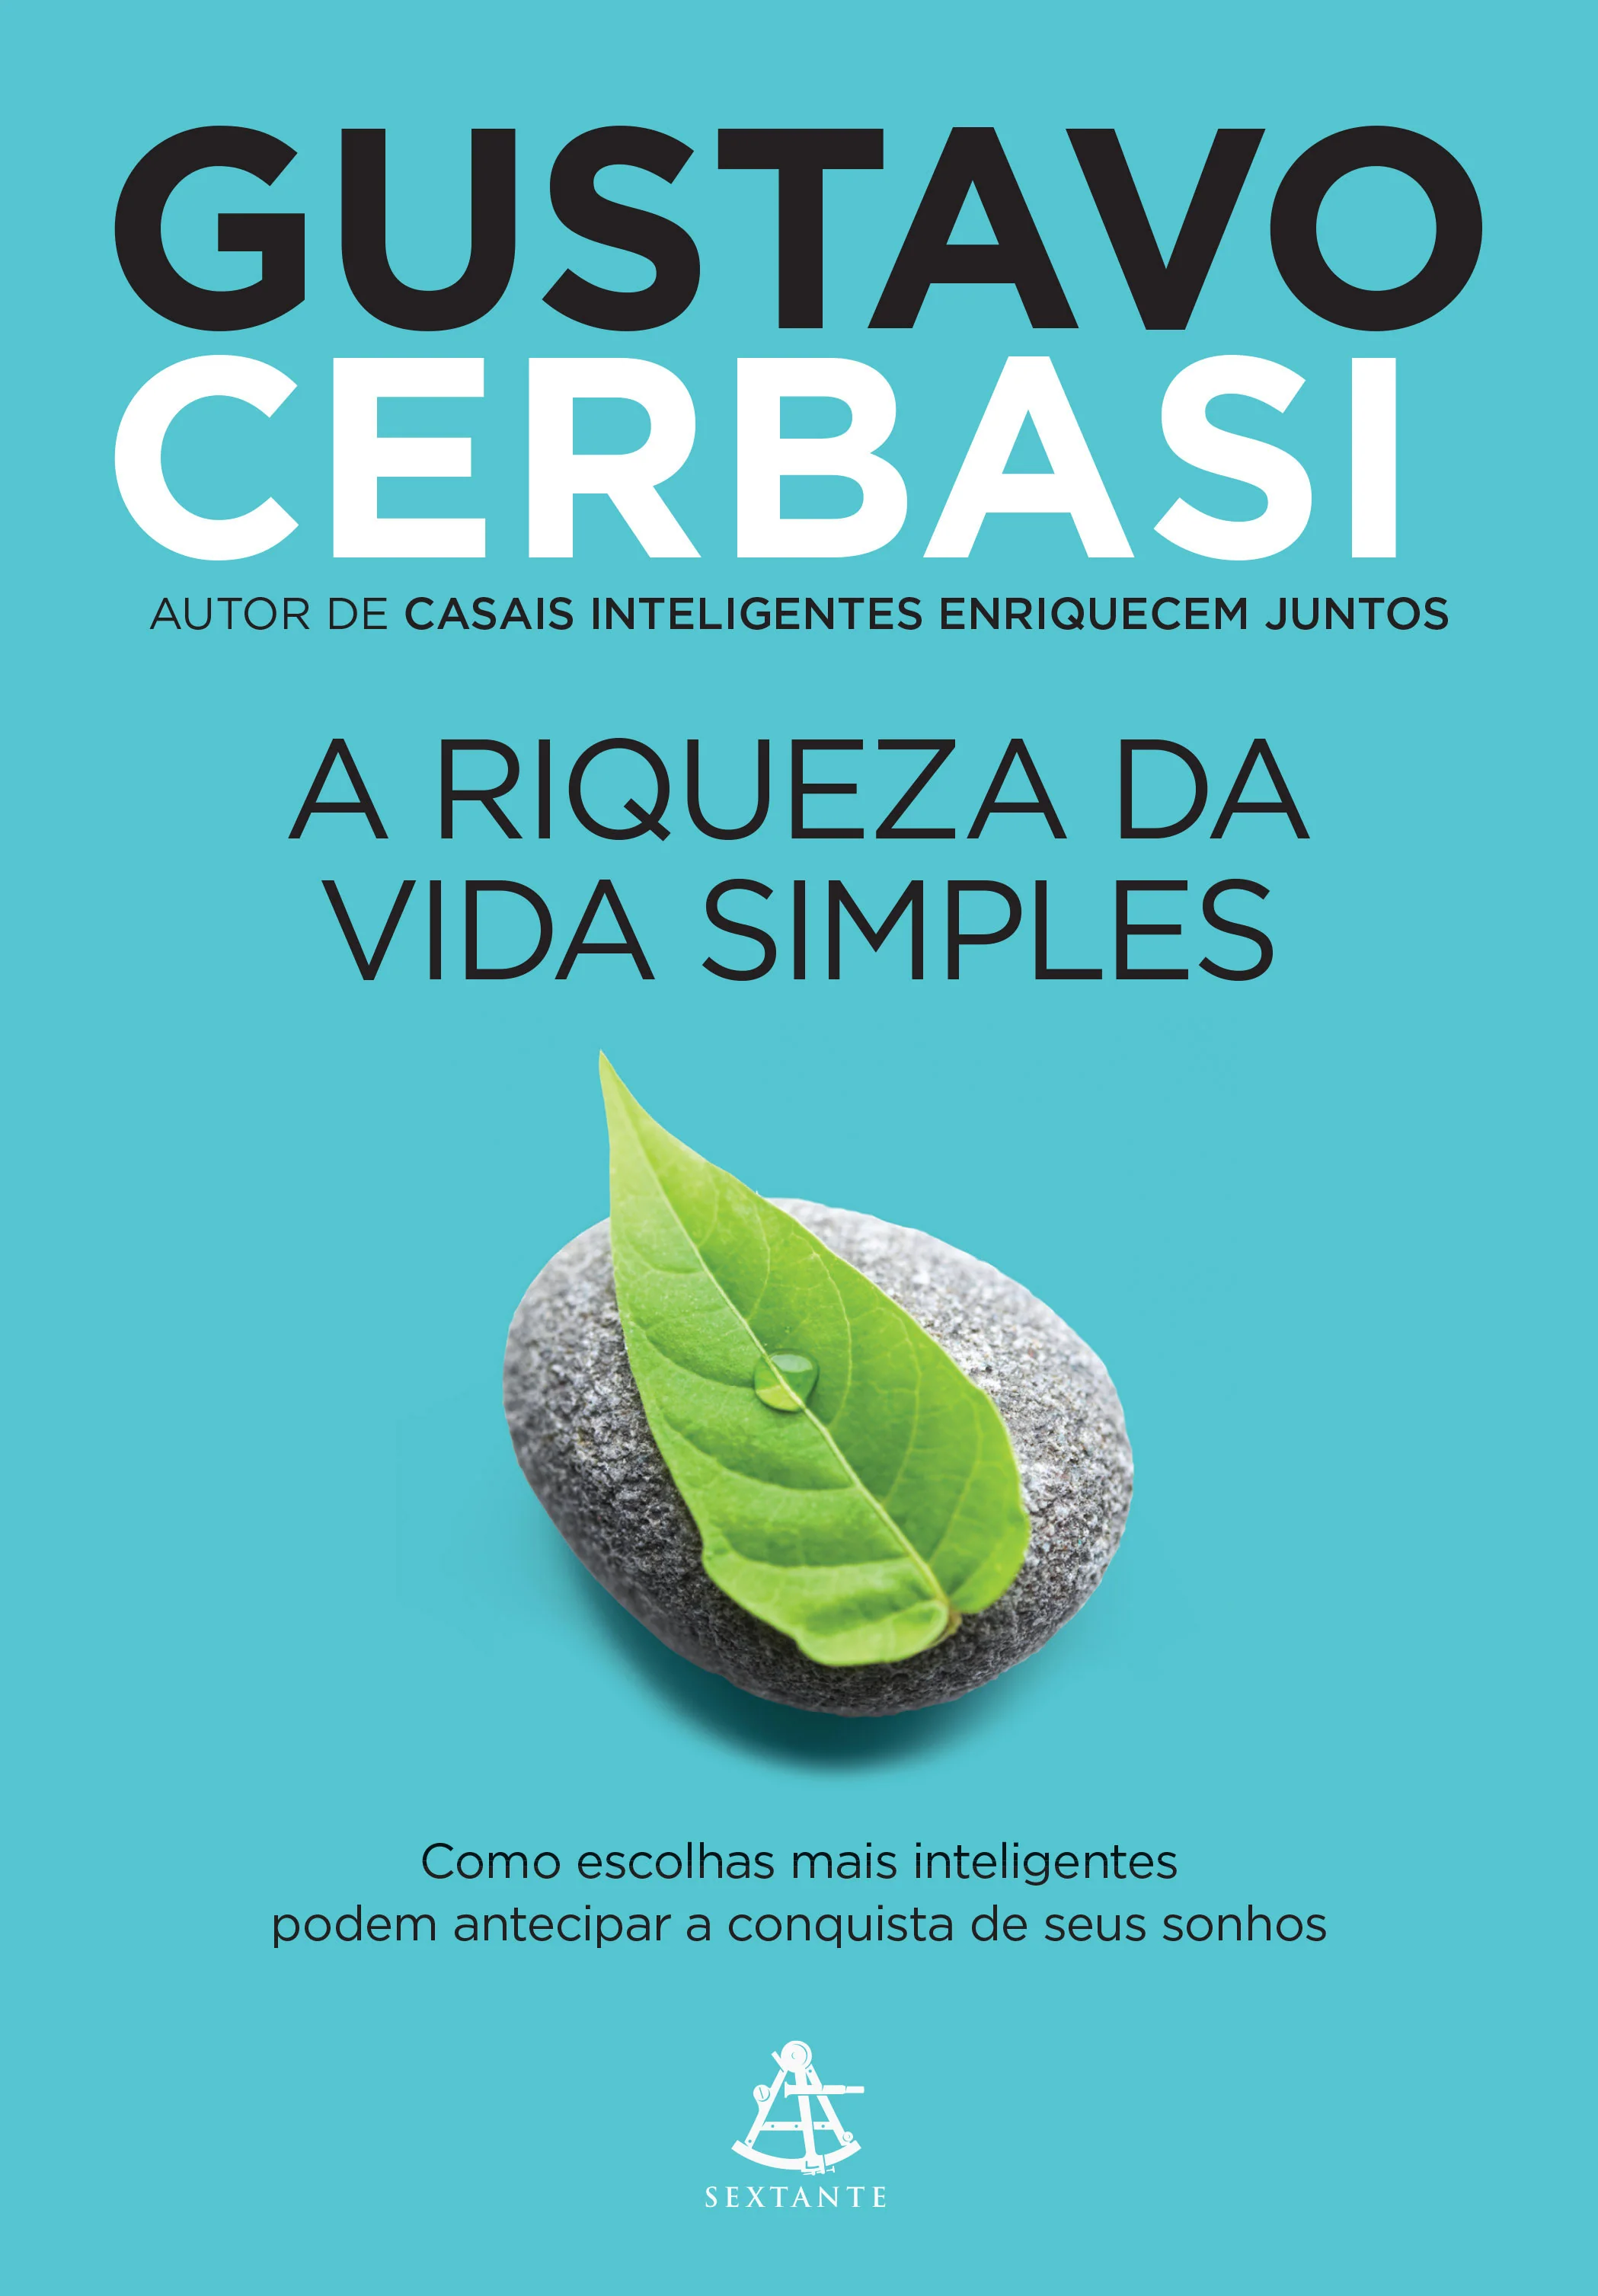 GUSTAVO
CERBASI
AUTOR DE CASAIS INTELIGENTES ENRIQUECEM JUNTOS
A RIQUEZA DA
VIDA SIMPLES
Como escolhas mais inteligentes
podem antecipar a conquista de seus sonhos
SEXTANTE